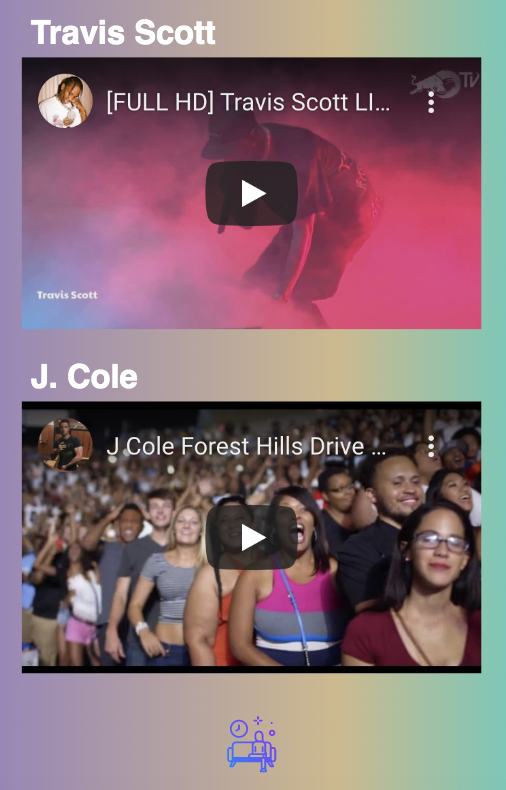 Travis Scott
[FULL HD] Travis Scott LI...
TV
Travis Scott
J. Cole
J Cole Forest Hills Drive ...